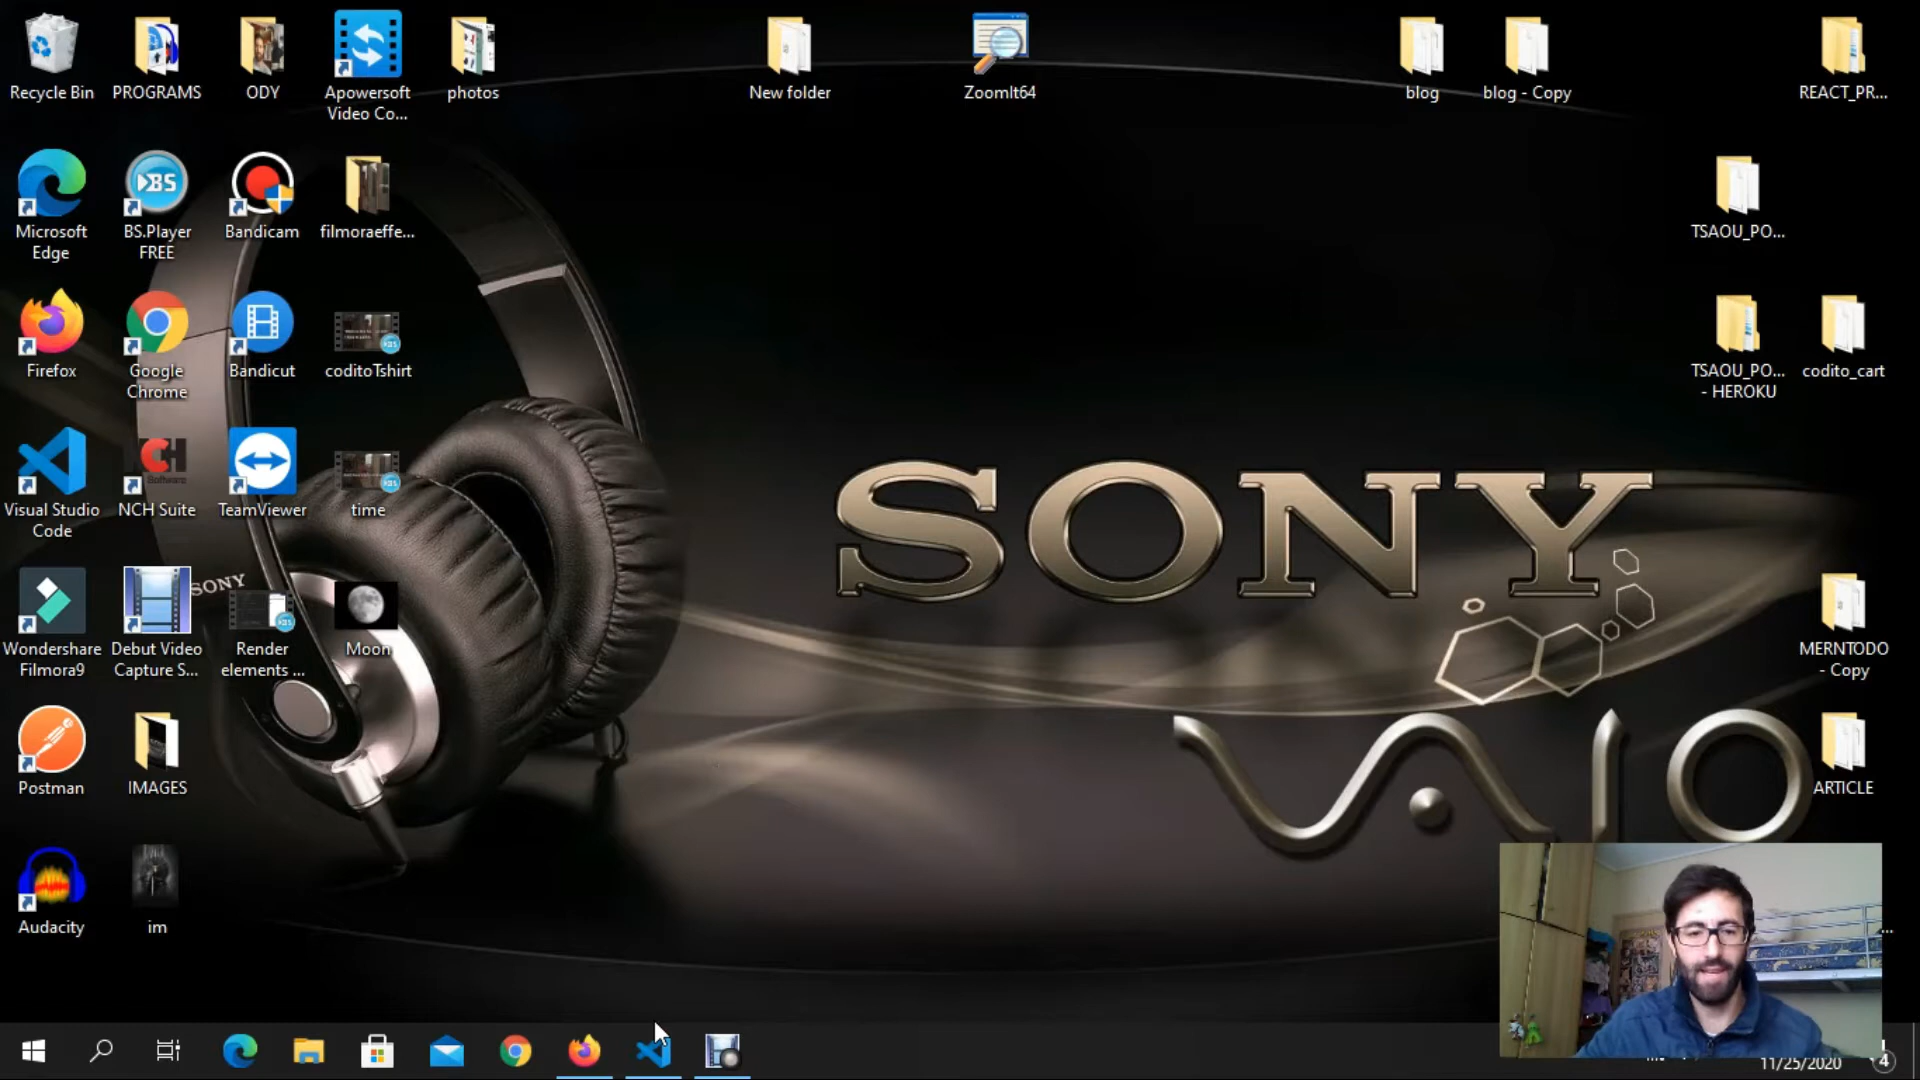 Recycle Bin
PROGRAMS
ODY
Apowersoft
Video Co...
photos
New folder
ZoomIt64
blog
blog - Copy
REACT_PR...
Microsoft
Edge
BS.Player
FREE
Bandicam
filmoraeffe...
TSAOU_PO...
Firefox
Google
Chrome
Bandicut
coditoTshirt
TSAOU_PO...
- HEROKU
codito_cart
Visual Studio
Code
NCH Suite
TeamViewer
time
SONY
SONY
Wondershare
Filmora9
Debut Video
Capture S...
Render
elements ...
Moon
MERNTODO
- Copy
VAIO
Postman
IMAGES
ARTICLE
Audacity
im
...
11/25/2020
4